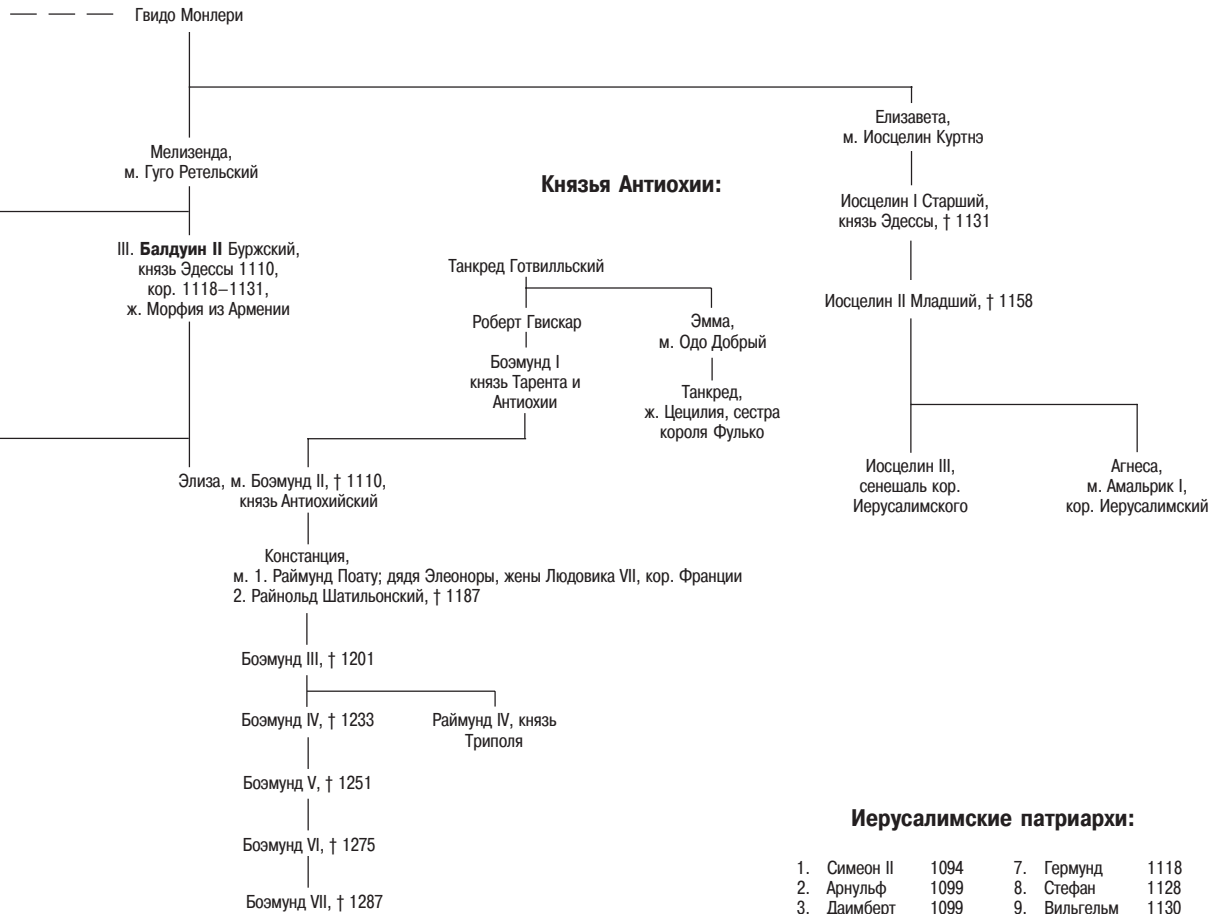 Гвидо Монлери
Елизавета,
м. Иосцелин Куртнэ
Мелизенда,
м. Гуго Ретельский
Князья Антиохии:
Иосцелин I Старший,
князь Эдессы, † 1131
III. Балдуин II Буржский,
князь Эдессы 1110,
кор. 1118–1131,
ж. Морфия из Армении
Танкред Готвилльский
Иосцелин II Младший, † 1158
Роберт Гвискар
Эмма,
м. Одо Добрый
Боэмунд I
князь Тарента и
Антиохии
Танкред,
ж. Цецилия, сестра
короля Фулько
Элиза, м. Боэмунд II, † 1110,
князь Антиохийский
Иосцелин III,
сенешаль кор.
Иерусалимского
Агнеса,
м. Амальрик I,
кор. Иерусалимский
Констанция,
м. 1. Раймунд Поату; дядя Элеоноры, жены Людовика VII, кор. Франции
2. Райнольд Шатильонский, † 1187
Боэмунд III, † 1201
Боэмунд IV, † 1233
Раймунд IV, князь
Триполя
Боэмунд V, † 1251
Боэмунд VI, † 1275
Боэмунд VII, † 1287
Иерусалимские патриархи:
1. Симеон II 1094 7. Гермунд 1118
2. Арнульф 1099 8. Стефан 1128
3. Даимберт 1099 9. Вильгельм 1130